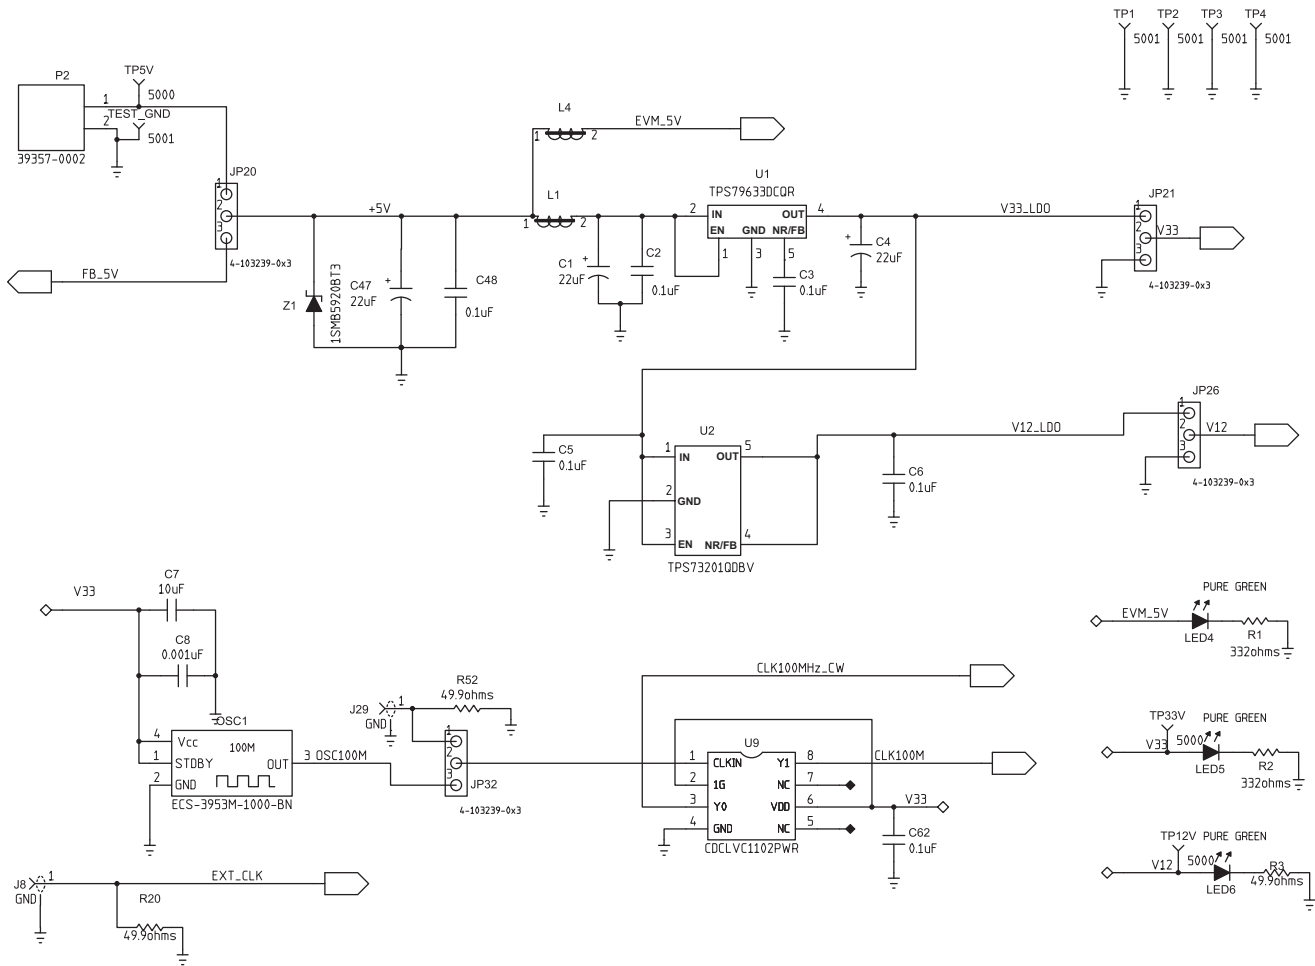 TP1
TP2
TP3
TP4
5001
5001
5001
5001
P2
TP5V
1
5000
TEST_GND
2
5001
39357-0002
JP20
1
2
3
4-103239-0x3
FB_5V
+5V
Z1
1SMB5920BT3
C47
22uF
+
C48
0.1uF
L4
1
2
EVM_5V
L1
1
2
C1
22uF
+
C2
0.1uF
U1
TPS79633DCQR
2
IN
OUT
4
EN
GND
NR/FB
1
3
5
C3
0.1uF
+
C4
22uF
V33_LDO
JP21
1
2
3
V33
4-103239-0x3
C5
0.1uF
U2
1
IN
OUT
5
2
GND
3
EN
NR/FB
4
TPS73201QDBV
C6
0.1uF
V12_LDO
JP26
1
2
3
V12
4-103239-0x3
V33
C7
10uF
C8
0.001uF
OSC1
4
Vcc
100M
1
STDBY
OUT
3
OSC100M
2
GND
ECS-3953M-1000-BN
J29
1
GND
R52
49.9ohms
1
2
3
JP32
4-103239-0x3
CLK100MHz_CW
U9
1
CLKIN
Y1
8
CLK100M
2
1G
NC
7
3
Y0
VDD
6
V33
4
GND
NC
5
CDCLVC1102PWR
C62
0.1uF
PURE GREEN
EVM_5V
LED4
R1
332ohms
TP33V
PURE GREEN
V33
5000
LED5
R2
332ohms
TP12V
PURE GREEN
V12
5000
LED6
R3
49.9ohms
J8
1
GND
EXT_CLK
R20
49.9ohms